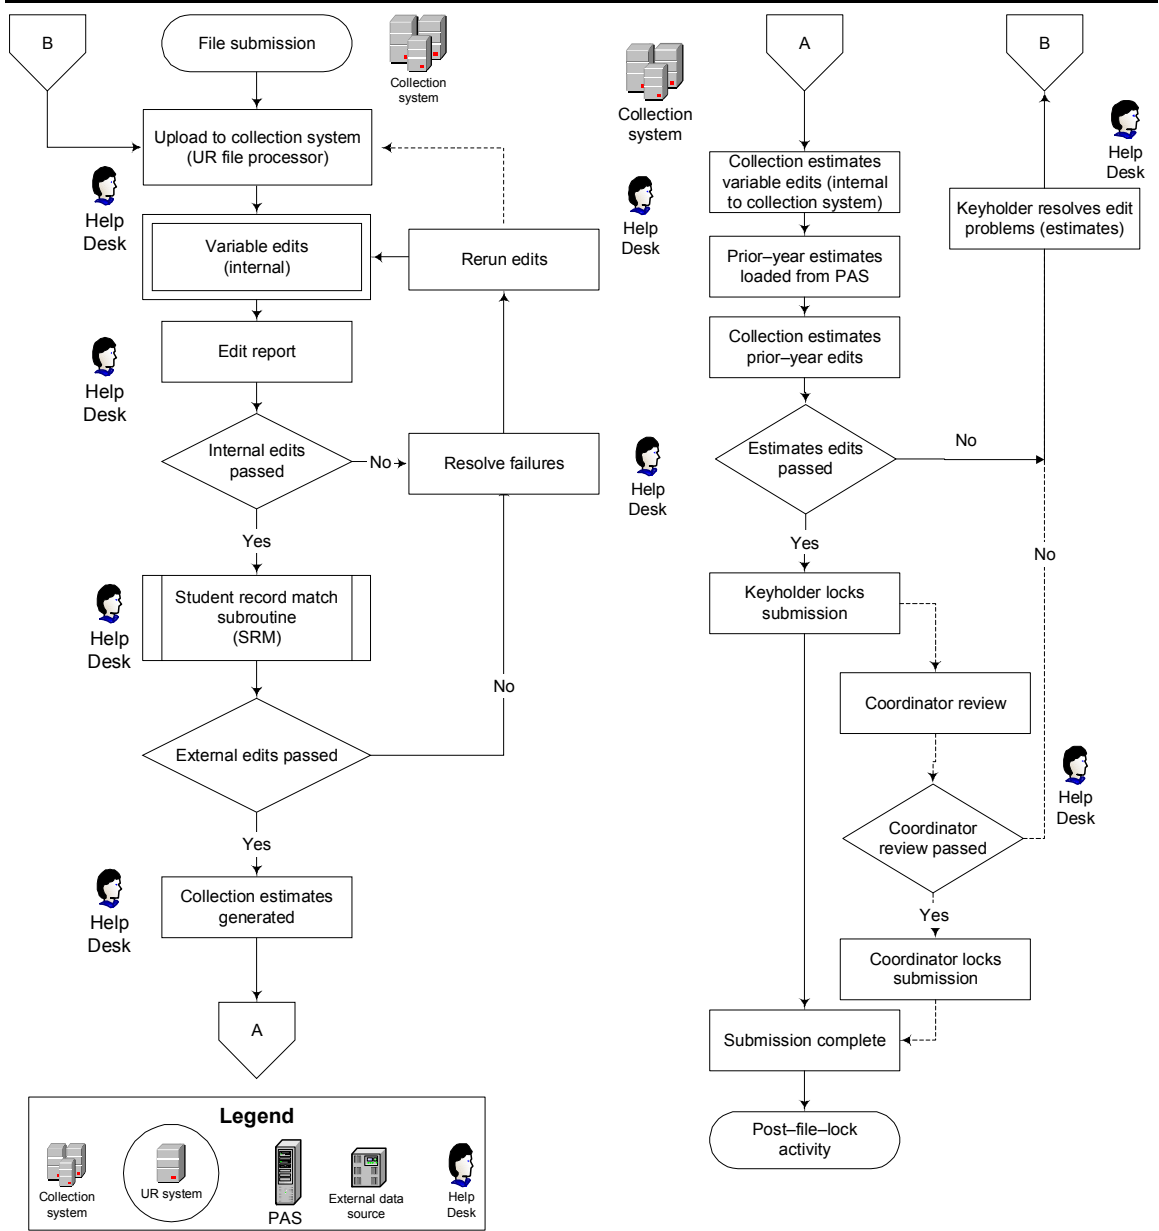 B
File submission
Collection
system
Upload to collection system
(UR file processor)
Help
Desk
Variable edits
(internal)
Rerun edits
Edit report
Help
Desk
Internal edits
passed
No
Resolve failures
Yes
Student record match
subroutine
(SRM)
Help
Desk
No
External edits passed
Yes
Collection estimates
generated
Help
Desk
A
Legend
Collection
system
UR system
PAS
External data
source
Help
Desk
A
B
Collection
system
Help
Desk
Collection estimates
variable edits (internal
to collection system)
Help
Desk
Keyholder resolves edit
problems (estimates)
Prior–year estimates
loaded from PAS
Collection estimates
prior–year edits
Estimates edits
passed
No
Help
Desk
Yes
No
Keyholder locks
submission
Coordinator review
Help
Desk
Coordinator
review passed
Yes
Coordinator locks
submission
Submission complete
Post–file–lock
activity